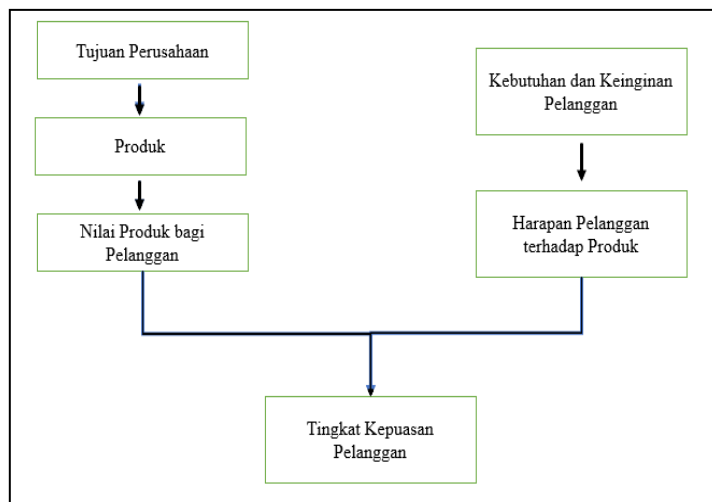 Tujuan Perusahaan
Produk
Nilai Produk bagi
Pelanggan
Kebutuhan dan Keinginan
Pelanggan
Harapan Pelanggan
terhadap Produk
Tingkat Kepuasan
Pelanggan